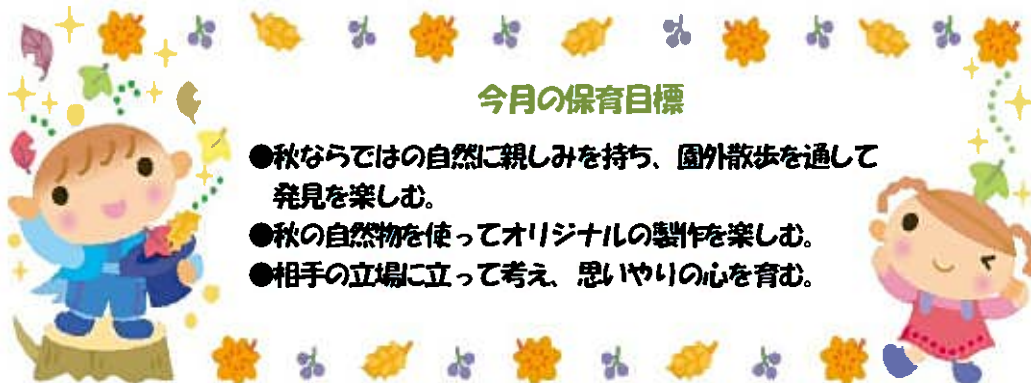 今月の保育目標
●秋ならではの自然に親しみを持ち、園外散歩を通して
発見を楽しむ。
●秋の自然物を使ってオリジナルの製作を楽しむ。
●相手の立場に立って考え、思いやりの心を育む。